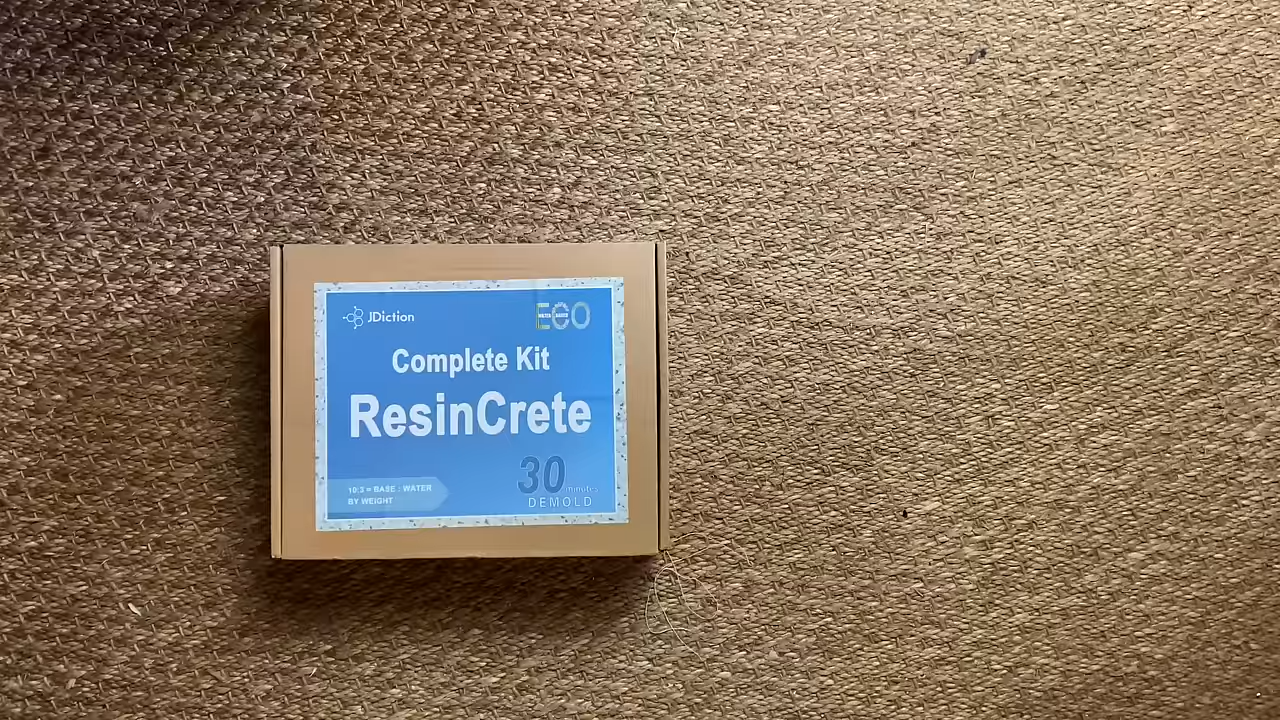 JDiction
ECO
Complete Kit
ResinCrete
30 minutes
DEMOLD
10:3 = BASE : WATER
BY WEIGHT